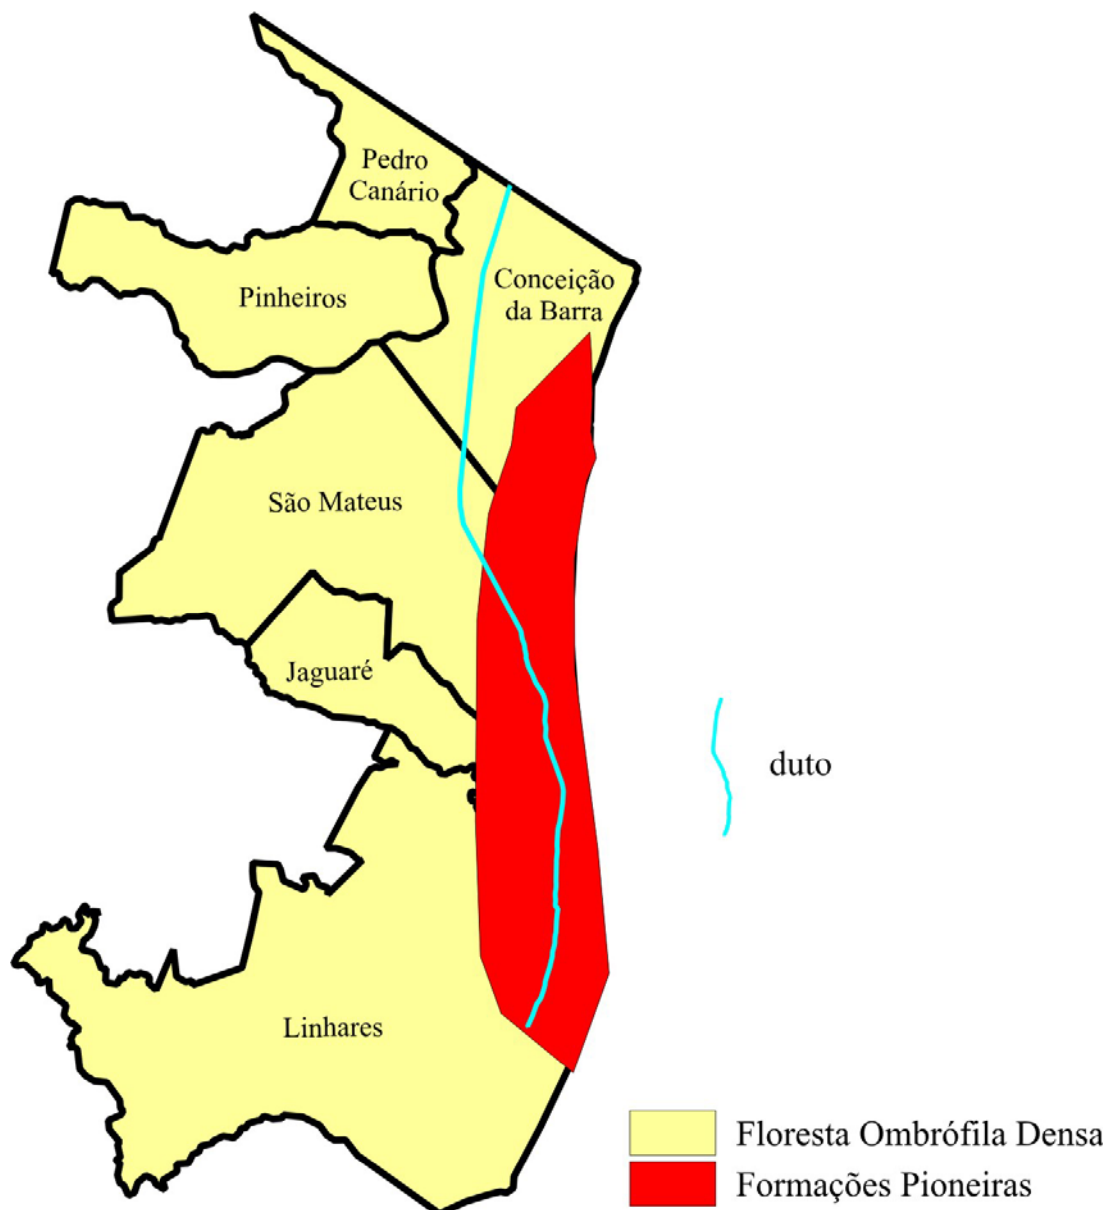 Pedro
Canário
Conceição
da Barra
Pinheiros
São Mateus
Jaguaré
duto
Linhares
Floresta Ombrófila Densa
Formações Pioneiras